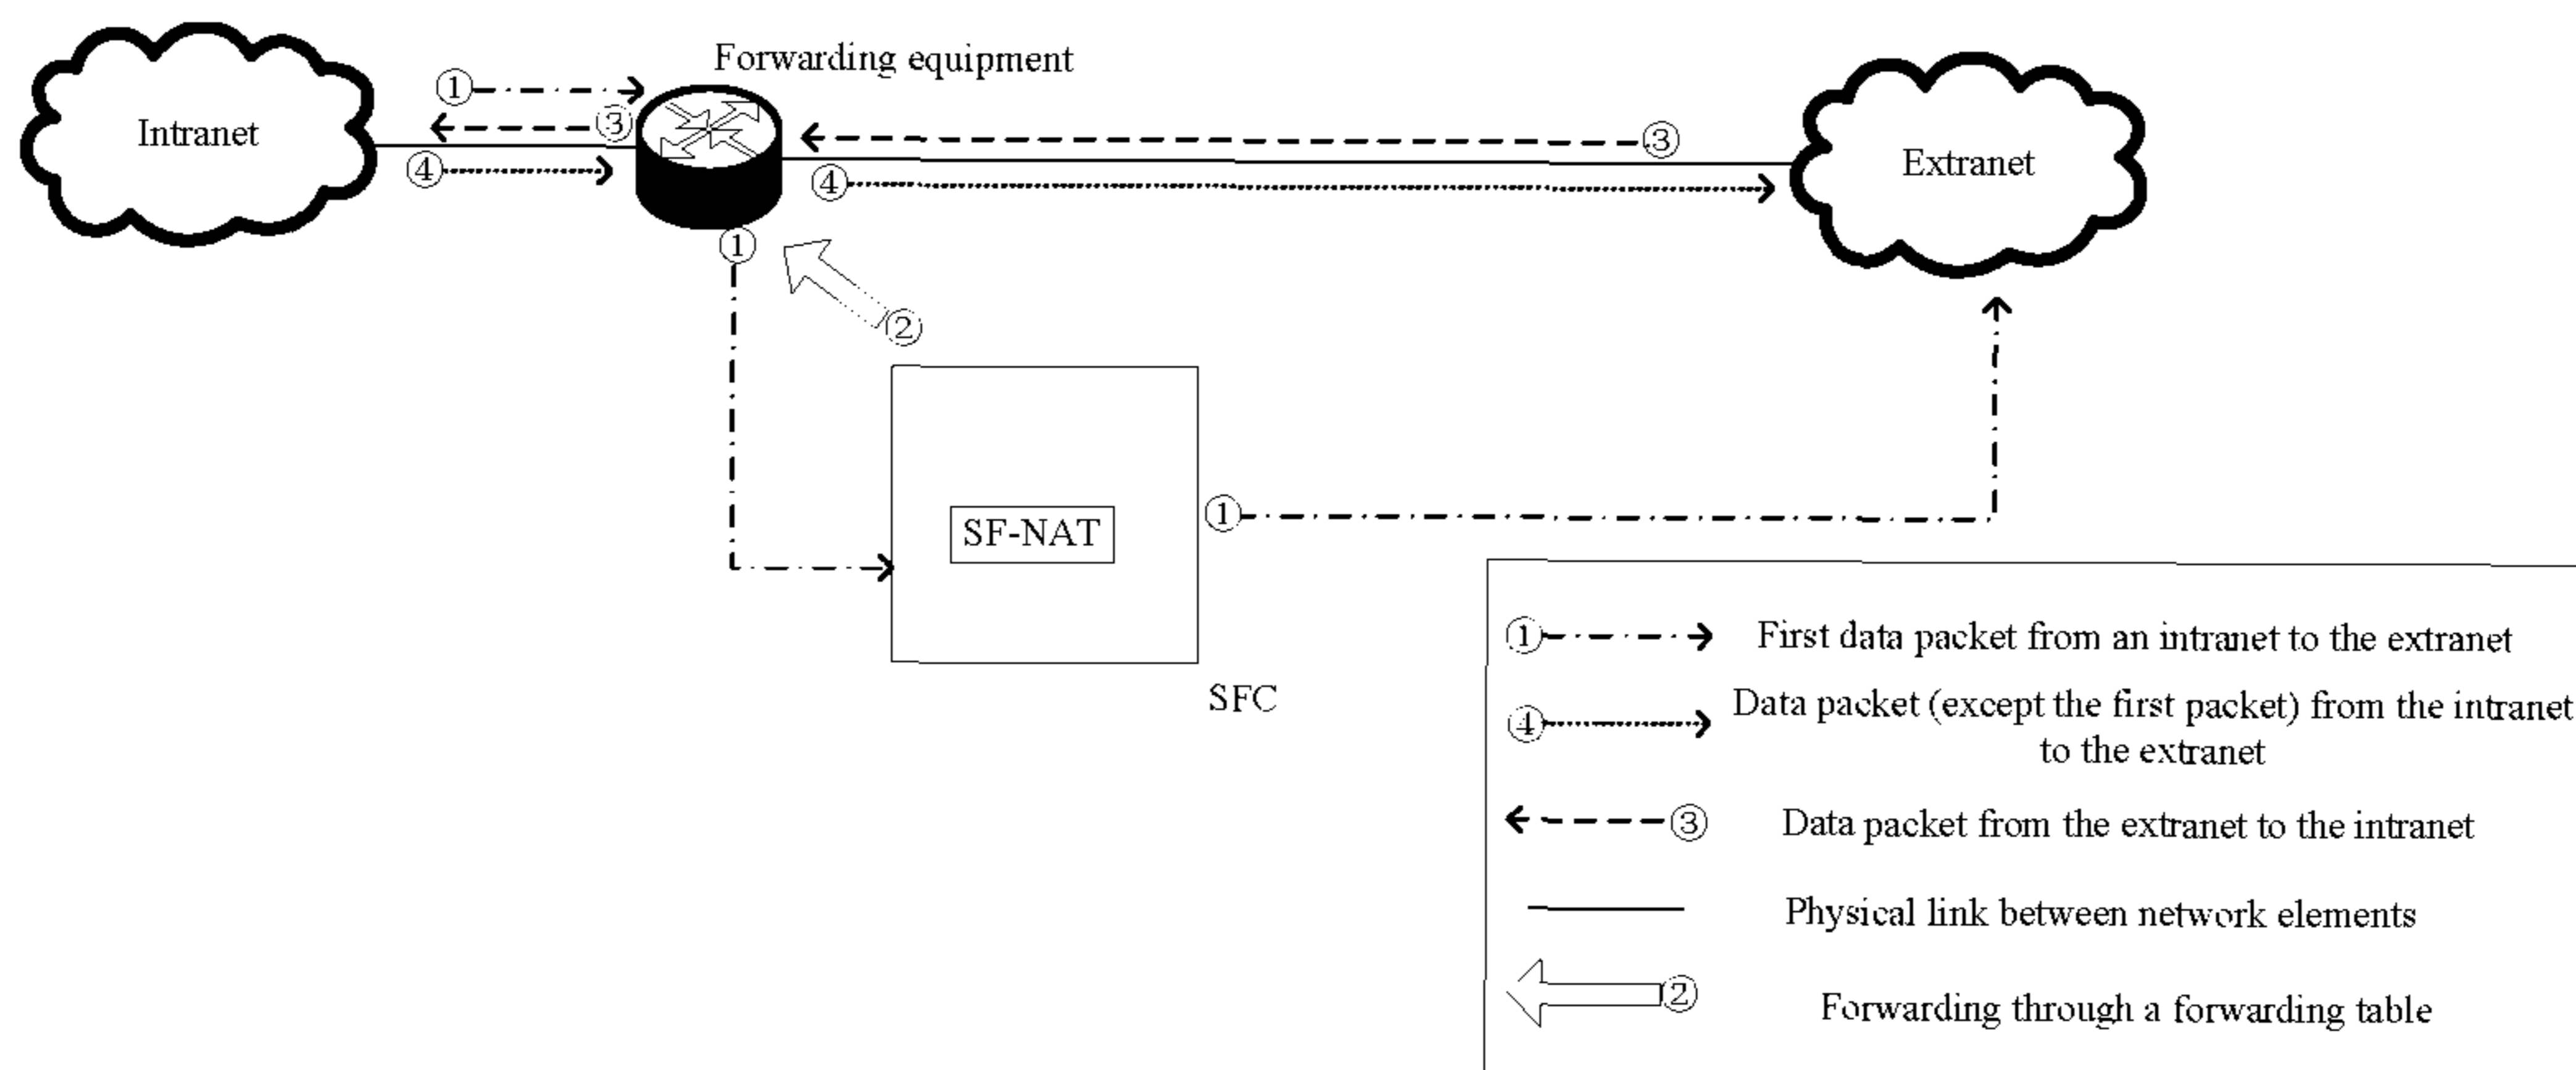 Forwarding equipment
①
③
Intranet
③
Extranet
④
④
①
②
SF-NAT
①
SFC
① First data packet from an intranet to the extranet
④ Data packet (except the first packet) from the intranet
to the extranet
③ Data packet from the extranet to the intranet
Physical link between network elements
② Forwarding through a forwarding table